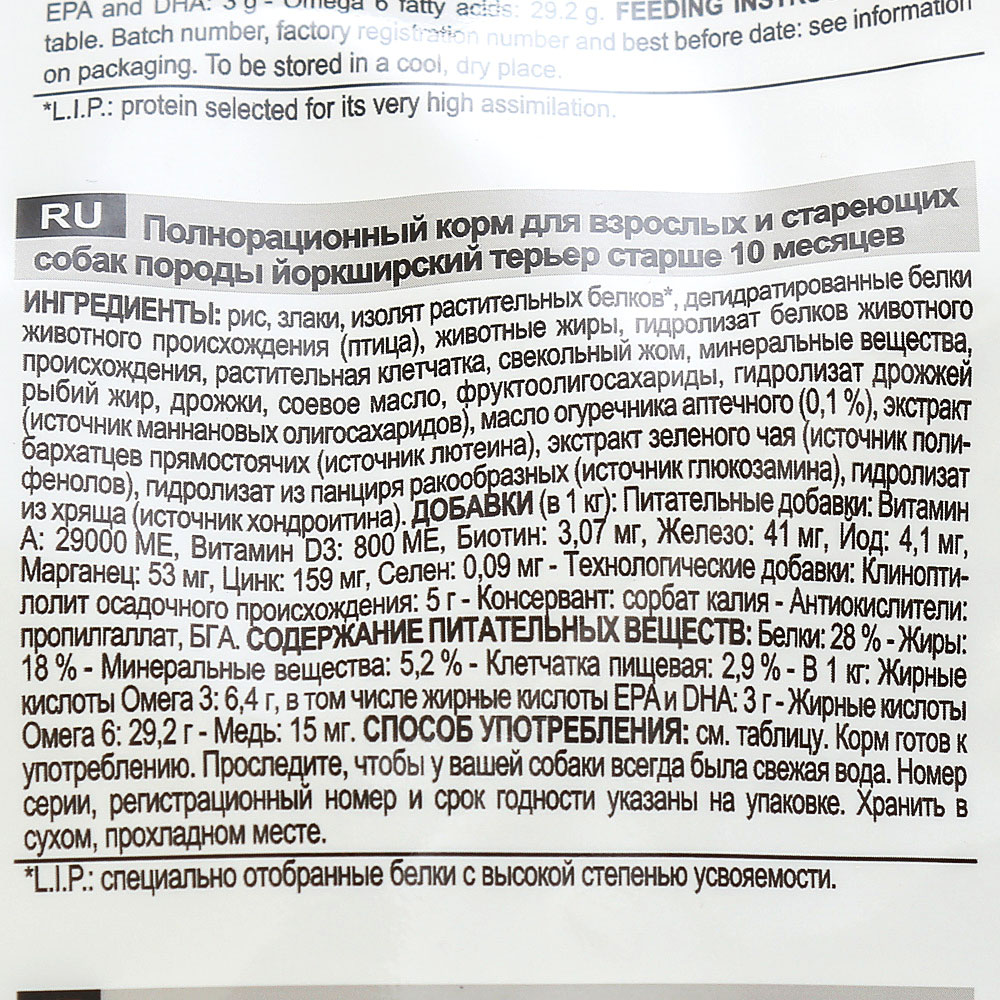 EPA and DHA: 3 g - Omega 6 fatty acids: 29.2 g. FEEDING
table. Batch number, factory registration number and best before date: see information
on packaging. To be stored in a cool, dry place.
*L.I.P.: protein selected for its very high assimilation.
RU
Полнорационный корм для взрослых и стареющих
собак породы йоркширский терьер старше 10 месяцев
ИНГРЕДИЕНТЫ: рис, злаки, изолят растительных белков*, дегидратированные белки
животного происхождения (птица), животные жиры, гидролизат белков животного
происхождения, растительная клетчатка, свекольный жом, минеральные вещества,
рыбий жир, дрожжи, соевое масло, фруктоолигосахариды, гидролизат дрожжей
(источник маннановых олигосахаридов), масло огуречника аптечного (0,1 %), экстракт
бархатцев прямостоячих (источник лютеина), экстракт зеленого чая (источник поли-
фенолов), гидролизат из панциря ракообразных (источник глюкозамина), гидролизат
из хряща (источник хондроитина). ДОБАВКИ (в 1 кг): Питательные добавки: Витамин
А: 29000 МЕ, Витамин D3: 800 МЕ, Биотин: 3,07 мг, Железо: 41 мг, Йод: 4,1 мг,
Марганец: 53 мг, Цинк: 159 мг, Селен: 0,09 мг - Технологические добавки: Клинопти-
лолит осадочного происхождения: 5 г - Консервант: сорбат калия - Антиокислители:
пропилгаллат, БГА. СОДЕРЖАНИЕ ПИТАТЕЛЬНЫХ ВЕЩЕСТВ: Белки: 28 % - Жиры:
18 % - Минеральные вещества: 5,2 % - Клетчатка пищевая: 2,9 % - В 1 кг: Жирные
кислоты Омега 3: 6,4 г, в том числе жирные кислоты EPA и DHA: 3 г - Жирные кислоты
Омега 6: 29,2 г - Медь: 15 мг. СПОСОБ УПОТРЕБЛЕНИЯ: см. таблицу. Корм готов к
употреблению. Проследите, чтобы у вашей собаки всегда была свежая вода. Номер
серии, регистрационный номер и срок годности указаны на упаковке. Хранить в
сухом, прохладном месте.
*L.I.P.: специально отобранные белки с высокой степенью усвояемости.